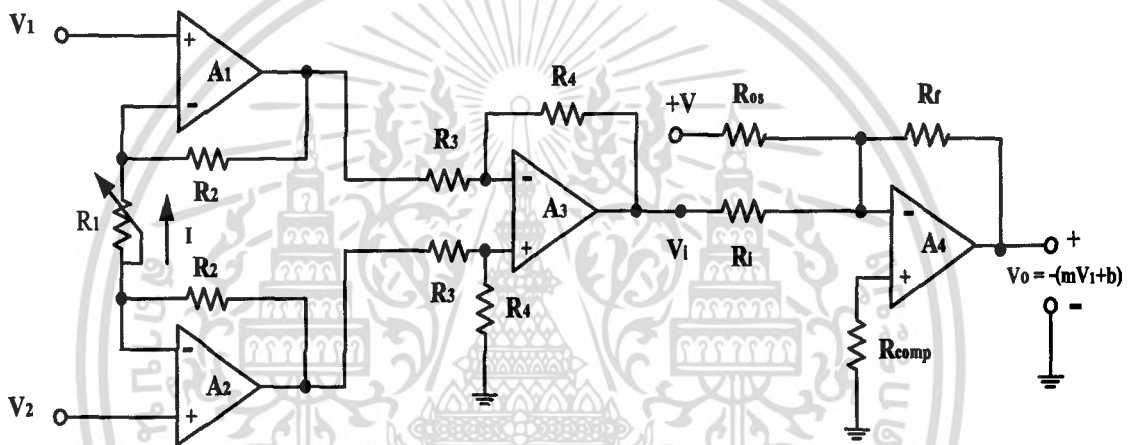 V1
+
A1
-
R2
R1
I
R2
-
A2
+
V2
R3
R4
-
A3
+
R3
R4
+V
Ros
Rf
Vi
Ri
-
A4
+
Rcomp
+
Vo = -(mV1+b)
-